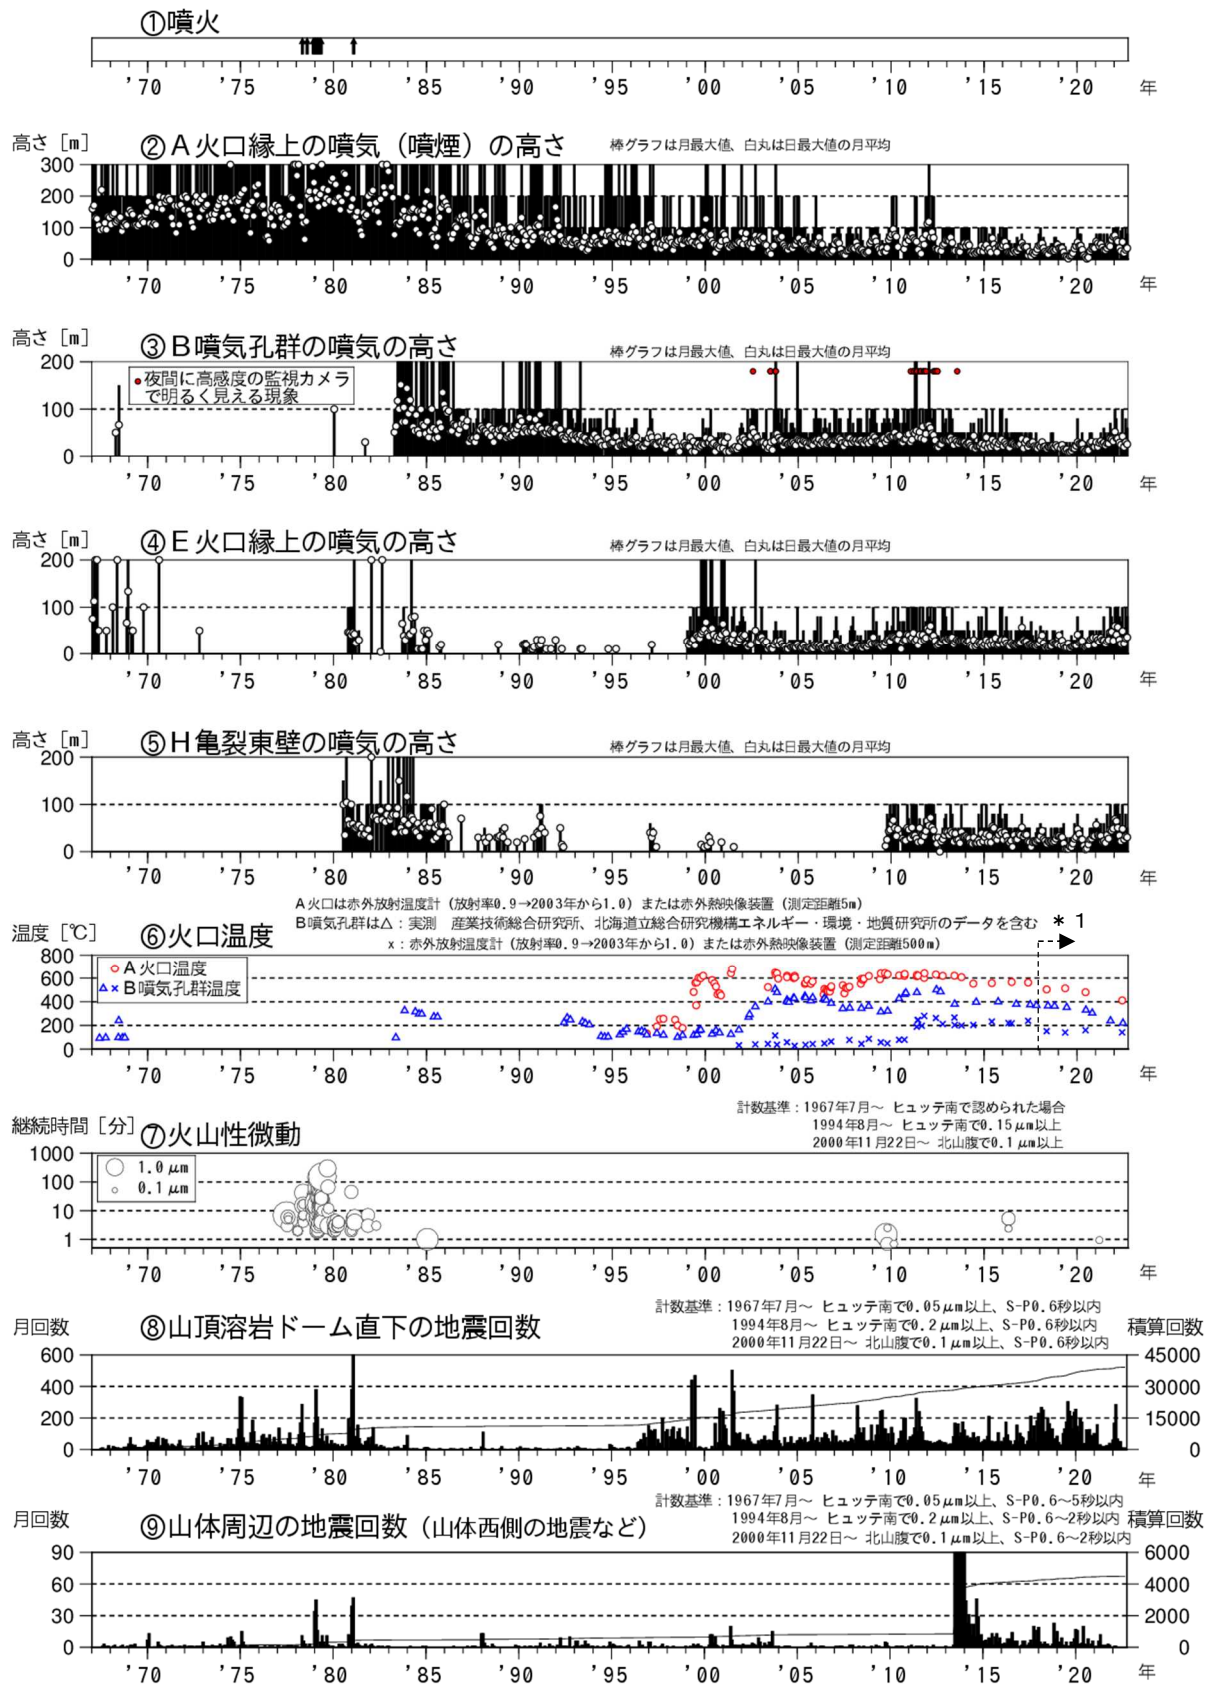 ①噴火
'70 '75 '80 '85 '90 '95 '00 '05 '10 '15 '20 年
高さ [m] ②A火口縁上の噴気(噴煙)の高さ 棒グラフは月最大値、白丸は日最大値の月平均
300
200
100
0
'70 '75 '80 '85 '90 '95 '00 '05 '10 '15 '20 年
高さ [m] ③B噴気孔群の噴気の高さ 棒グラフは月最大値、白丸は日最大値の月平均
200
夜間に高感度の監視カメラ
で明るく見える現象
100
0
'70 '75 '80 '85 '90 '95 '00 '05 '10 '15 '20 年
高さ [m] ④E火口縁上の噴気の高さ 棒グラフは月最大値、白丸は日最大値の月平均
200
100
0
'70 '75 '80 '85 '90 '95 '00 '05 '10 '15 '20 年
高さ [m] ⑤H亀裂東壁の噴気の高さ 棒グラフは月最大値、白丸は日最大値の月平均
200
100
0
'70 '75 '80 '85 '90 '95 '00 '05 '10 '15 '20 年
A火口は赤外放射温度計(放射率0.9→2003年から1.0)または赤外熱映像装置(測定距離5m)
B噴気孔群は△:実測 産業技術総合研究所、北海道立総合研究機構エネルギー・環境・地質研究所のデータを含む
x:赤外放射温度計(放射率0.9→2003年から1.0)または赤外熱映像装置(測定距離500m)
温度 [℃] ⑥火口温度 *1
800
○ A火口温度
600
△ × B噴気孔群温度
400
200
0
'70 '75 '80 '85 '90 '95 '00 '05 '10 '15 '20 年
計数基準:1967年7月~ ヒュッテ南で認められた場合
1994年8月~ ヒュッテ南で0.15μm以上
2000年11月22日~ 北山腹で0.1μm以上
継続時間 [分] ⑦火山性微動
1000
1.0μm
100
0.1μm
10
1
'70 '75 '80 '85 '90 '95 '00 '05 '10 '15 '20 年
計数基準:1967年7月~ ヒュッテ南で0.05μm以上、S-P0.6秒以内
1994年8月~ ヒュッテ南で0.2μm以上、S-P0.6秒以内
2000年11月22日~ 北山腹で0.1μm以上、S-P0.6秒以内
月回数 ⑧山頂溶岩ドーム直下の地震回数 積算回数
600 45000
400 30000
200 15000
0 0
'70 '75 '80 '85 '90 '95 '00 '05 '10 '15 '20 年
計数基準:1967年7月~ ヒュッテ南で0.05μm以上、S-P0.6~5秒以内
1994年8月~ ヒュッテ南で0.2μm以上、S-P0.6~2秒以内
2000年11月22日~ 北山腹で0.1μm以上、S-P0.6~2秒以内
月回数 ⑨山体周辺の地震回数(山体西側の地震など) 積算回数
90 6000
60 4000
30 2000
0 0
'70 '75 '80 '85 '90 '95 '00 '05 '10 '15 '20 年